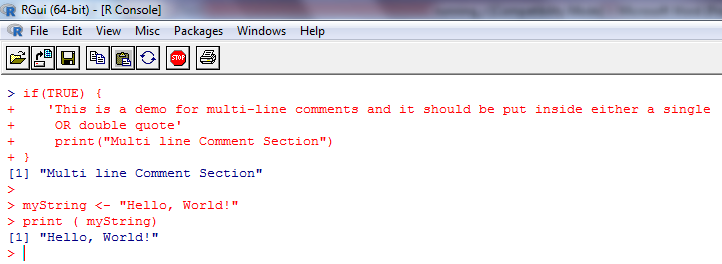 RGui (64-bit) - [R Console]
R File Edit View Misc Packages Windows Help
STOP
> if(TRUE) {
+    'This is a demo for multi-line comments and it should be put inside either a single
+     OR double quote'
+     print("Multi line Comment Section")
+ }
[1] "Multi line Comment Section"
>
> myString <- "Hello, World!"
> print ( myString)
[1] "Hello, World!"
>